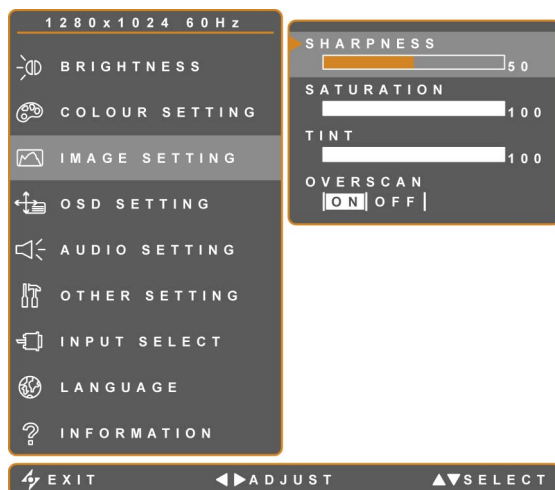 1280x1024 60Hz
BRIGHTNESS
COLOUR SETTING
IMAGE SETTING
OSD SETTING
AUDIO SETTING
OTHER SETTING
INPUT SELECT
LANGUAGE
INFORMATION
SHARPNESS
50
SATURATION
100
TINT
100
OVERSCAN
ON OFF
EXIT ADJUST SELECT